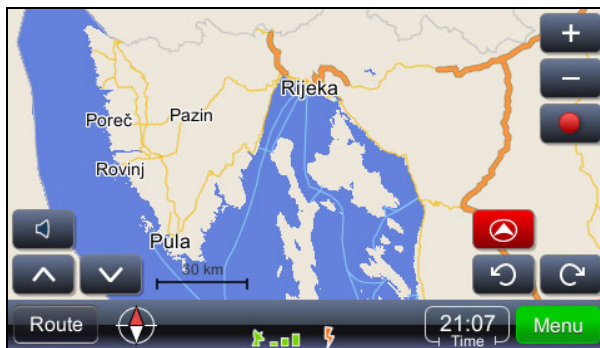 Rijeka
Poreč
Pazin
Rovinj
Pula
30 km
Route
21:07
Time
Menu